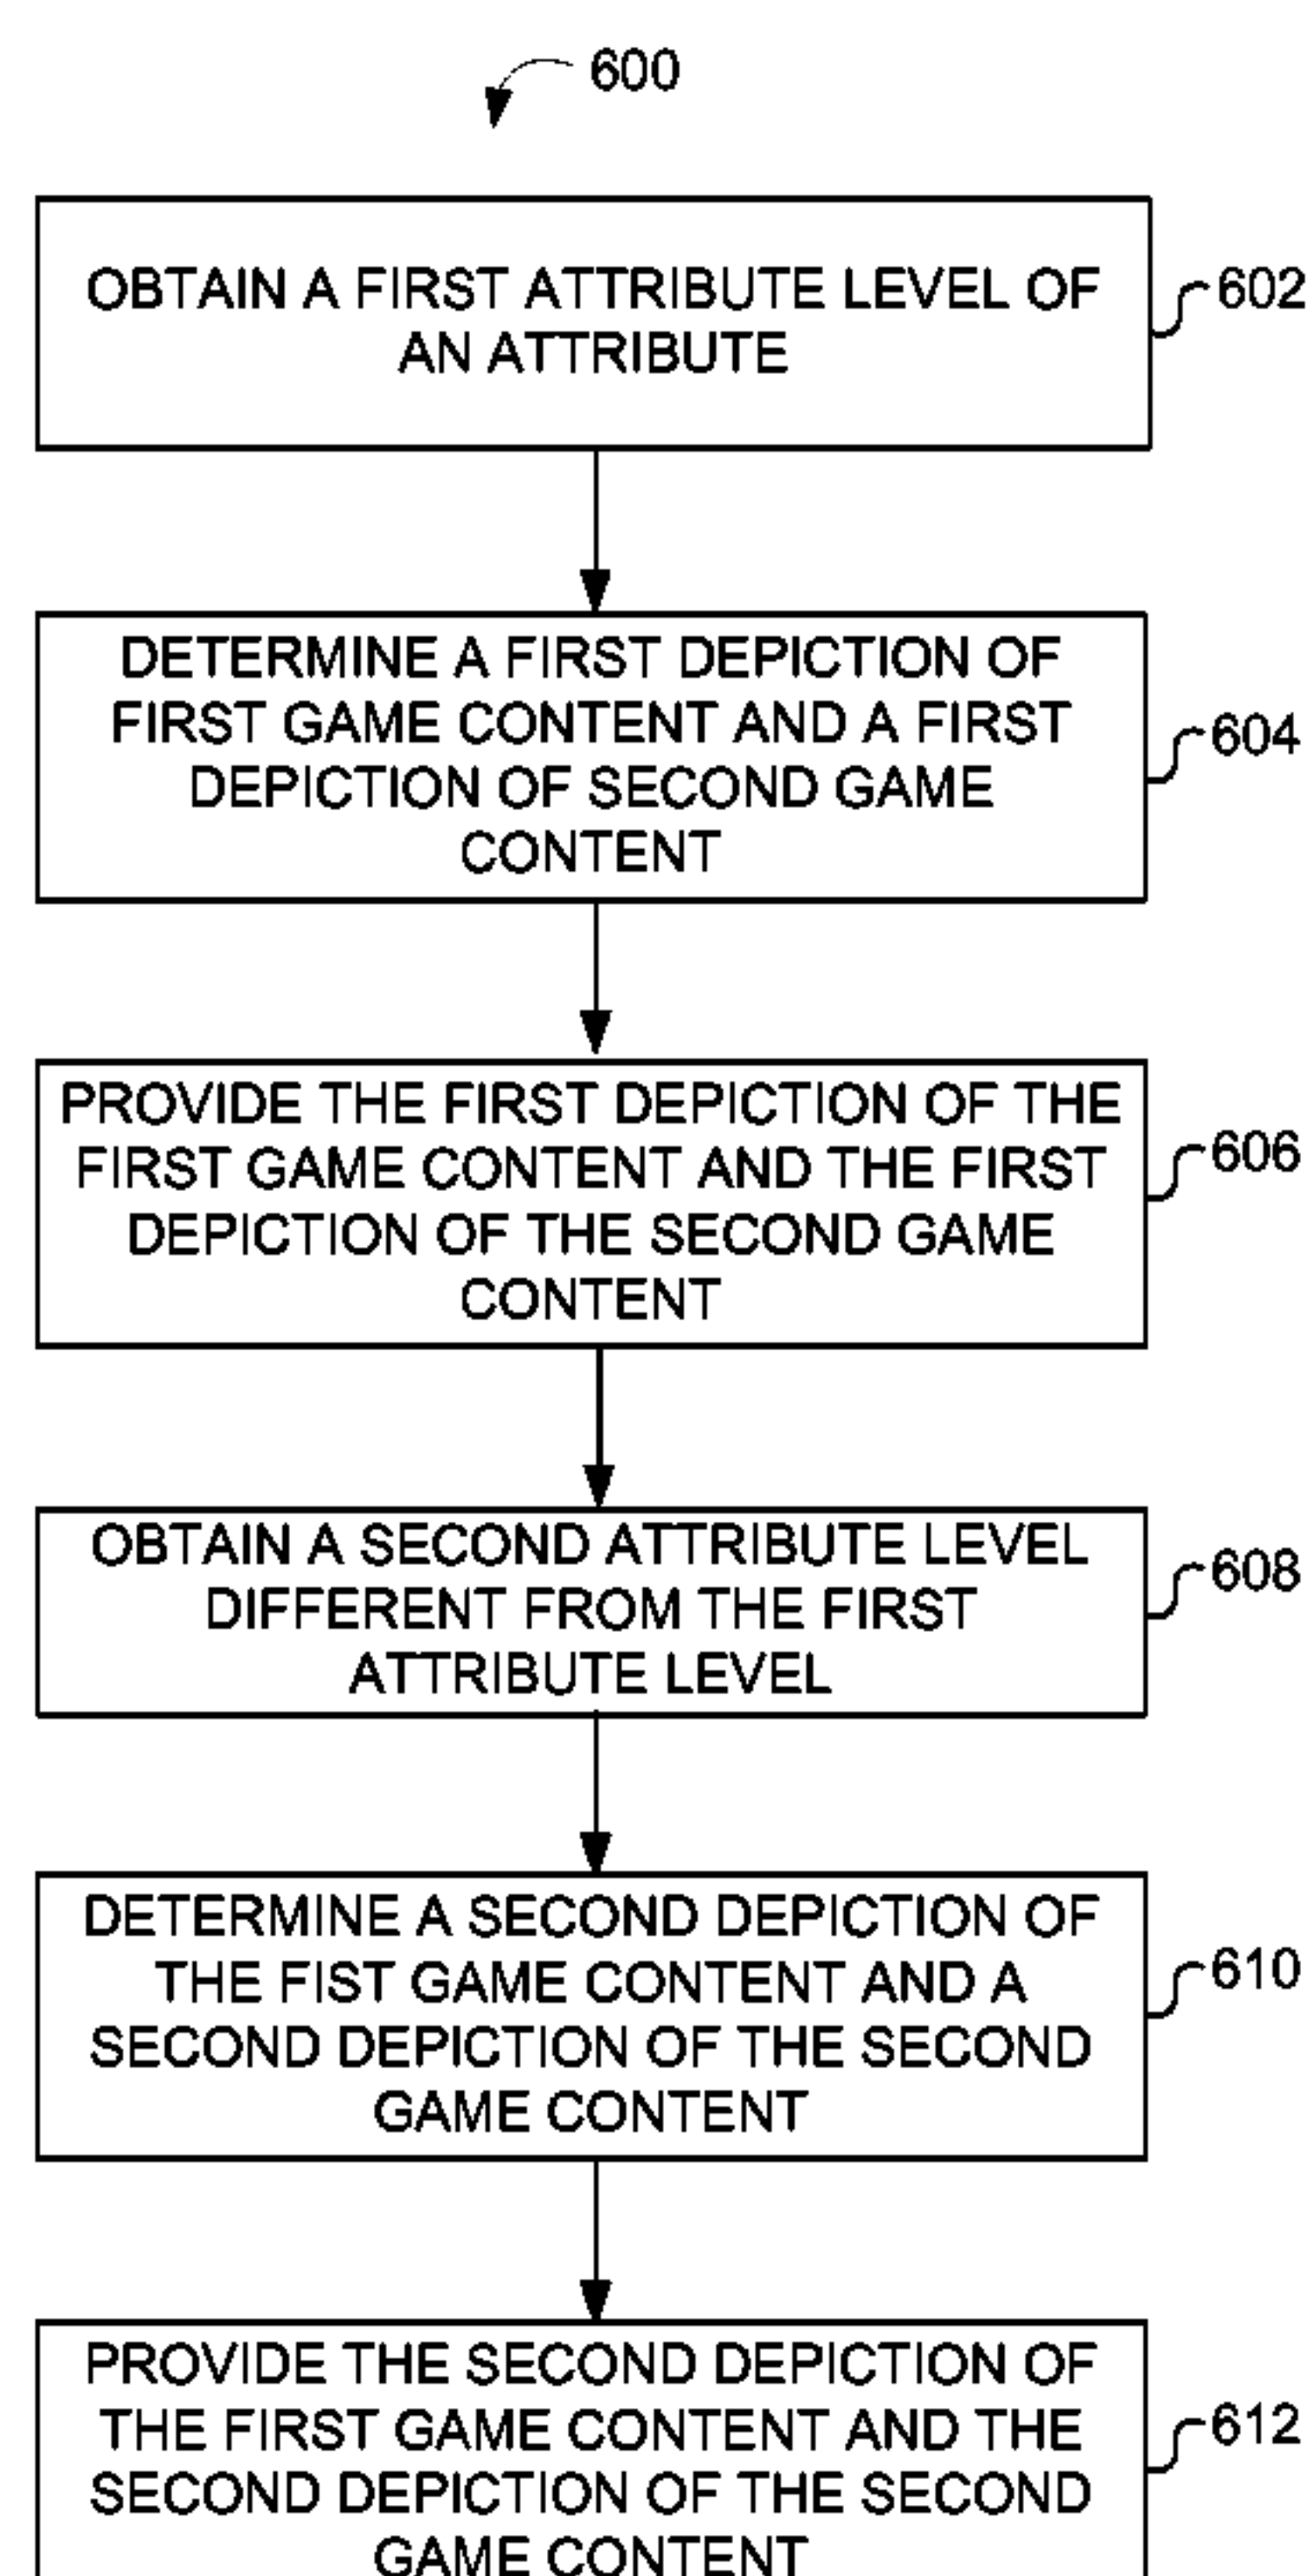 600
OBTAIN A FIRST ATTRIBUTE LEVEL OF
AN ATTRIBUTE
602
DETERMINE A FIRST DEPICTION OF
FIRST GAME CONTENT AND A FIRST
DEPICTION OF SECOND GAME
CONTENT
604
PROVIDE THE FIRST DEPICTION OF THE
FIRST GAME CONTENT AND THE FIRST
DEPICTION OF THE SECOND GAME
CONTENT
606
OBTAIN A SECOND ATTRIBUTE LEVEL
DIFFERENT FROM THE FIRST
ATTRIBUTE LEVEL
608
DETERMINE A SECOND DEPICTION OF
THE FIST GAME CONTENT AND A
SECOND DEPICTION OF THE SECOND
GAME CONTENT
610
PROVIDE THE SECOND DEPICTION OF
THE FIRST GAME CONTENT AND THE
SECOND DEPICTION OF THE SECOND
GAME CONTENT
612